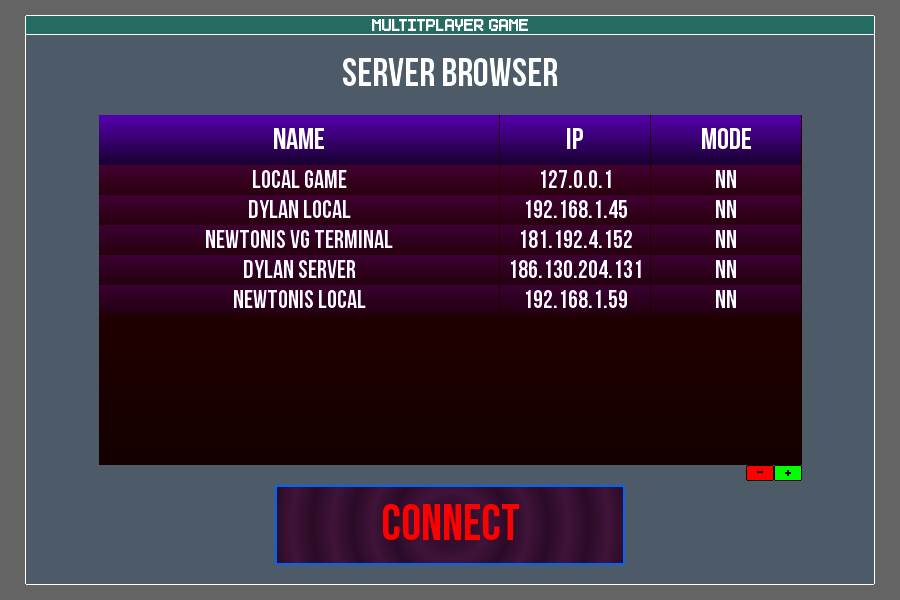 MULTITPLAYER GAME
SERVER BROWSER
NAME IP MODE
LOCAL GAME 127.0.0.1 NN
DYLAN LOCAL 192.168.1.45 NN
NEWTONIS VG TERMINAL 181.192.4.152 NN
DYLAN SERVER 186.130.204.131 NN
NEWTONIS LOCAL 192.168.1.59 NN
- +
CONNECT